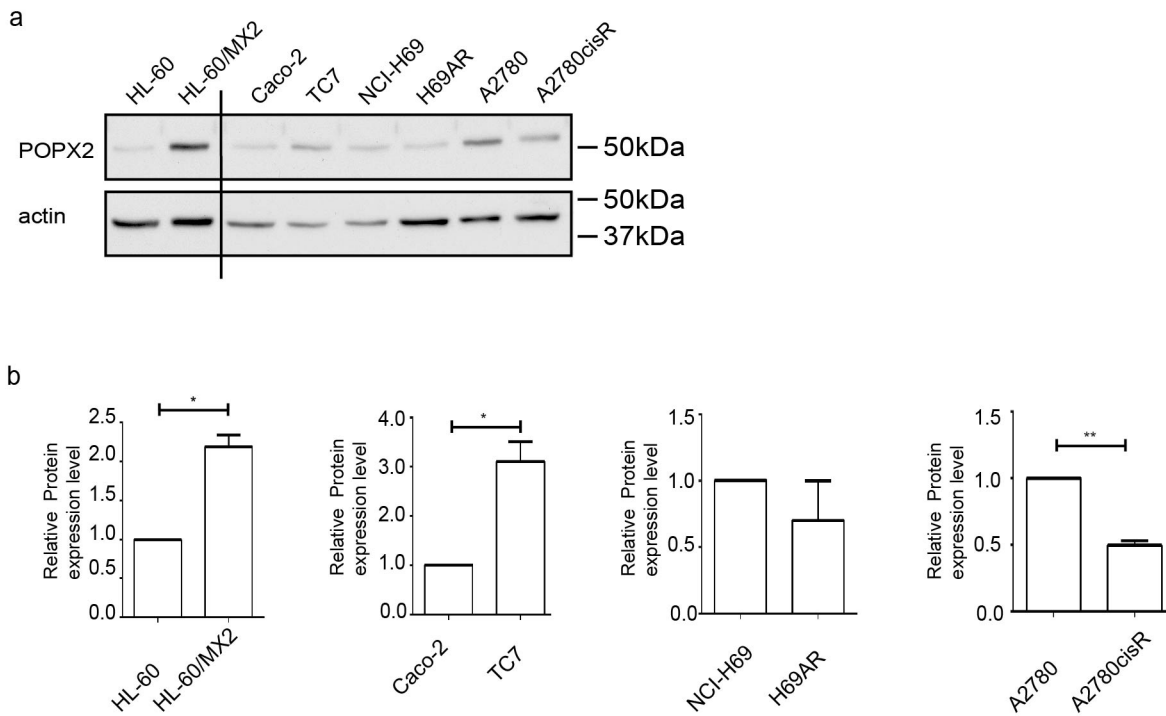 a
HL-60
HL-60/MX2
Caco-2
TC7
NCI-H69
H69AR
A2780
A2780cisR
POPX2
50kDa
actin
50kDa
37kDa
b
Relative Protein
expression level
2.5
2.0
1.5
1.0
0.0
*
HL-60
HL-60/MX2
Relative Protein
expression level
4.0
3.0
2.0
1.0
0.0
*
Caco-2
TC7
Relative Protein
expression level
1.5
1.0
0.5
0.0
NCI-H69
H69AR
Relative Protein
expression level
1.5
1.0
0.5
0.0
**
A2780
A2780cisR